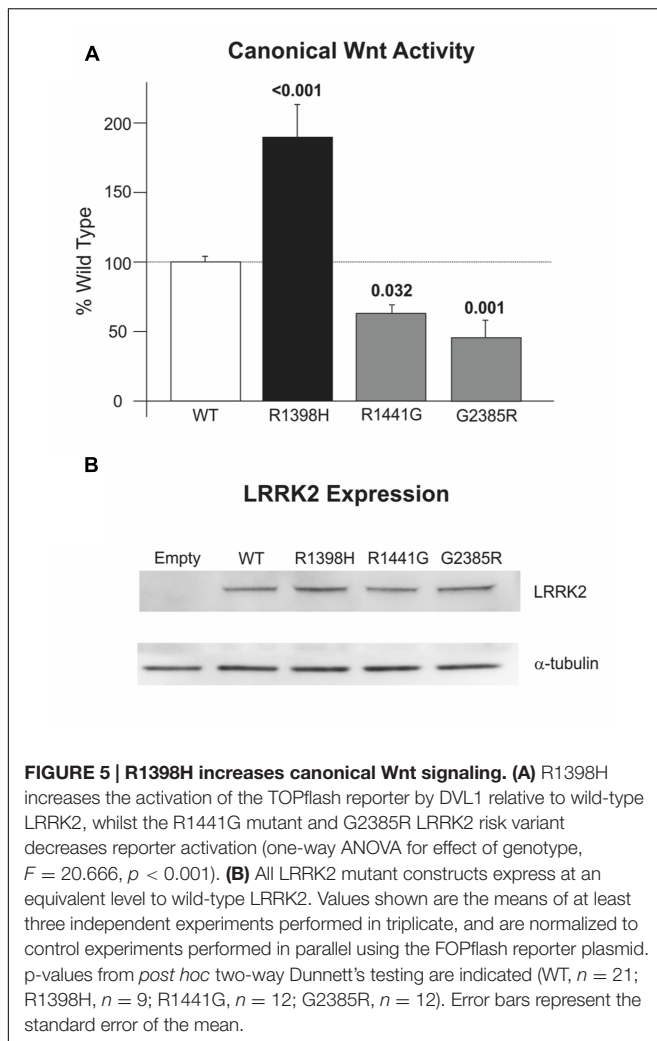 A
Canonical Wnt Activity
<0.001
200
150
100
50
0
% Wild Type
0.032
0.001
WT
R1398H
R1441G
G2385R
B
LRRK2 Expression
Empty WT R1398H R1441G G2385R
LRRK2
α-tubulin
FIGURE 5 | R1398H increases canonical Wnt signaling. (A) R1398H
increases the activation of the TOPflash reporter by DVL1 relative to wild-type
LRRK2, whilst the R1441G mutant and G2385R LRRK2 risk variant
decreases reporter activation (one-way ANOVA for effect of genotype,
F = 20.666, p < 0.001). (B) All LRRK2 mutant constructs express at an
equivalent level to wild-type LRRK2. Values shown are the means of at least
three independent experiments performed in triplicate, and are normalized to
control experiments performed in parallel using the FOPflash reporter plasmid.
p-values from post hoc two-way Dunnett's testing are indicated (WT, n = 21;
R1398H, n = 9; R1441G, n = 12; G2385R, n = 12). Error bars represent the
standard error of the mean.